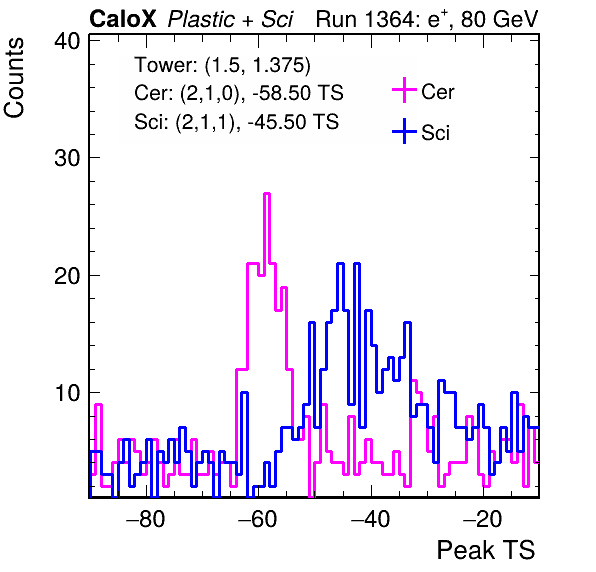 CaloX Plastic + Sci Run 1364: e⁺, 80 GeV
Counts
40
30
20
10
Tower: (1.5, 1.375)
Cer: (2,1,0), -58.50 TS
Sci: (2,1,1), -45.50 TS
Cer
Sci
−80 −60 −40 −20
Peak TS